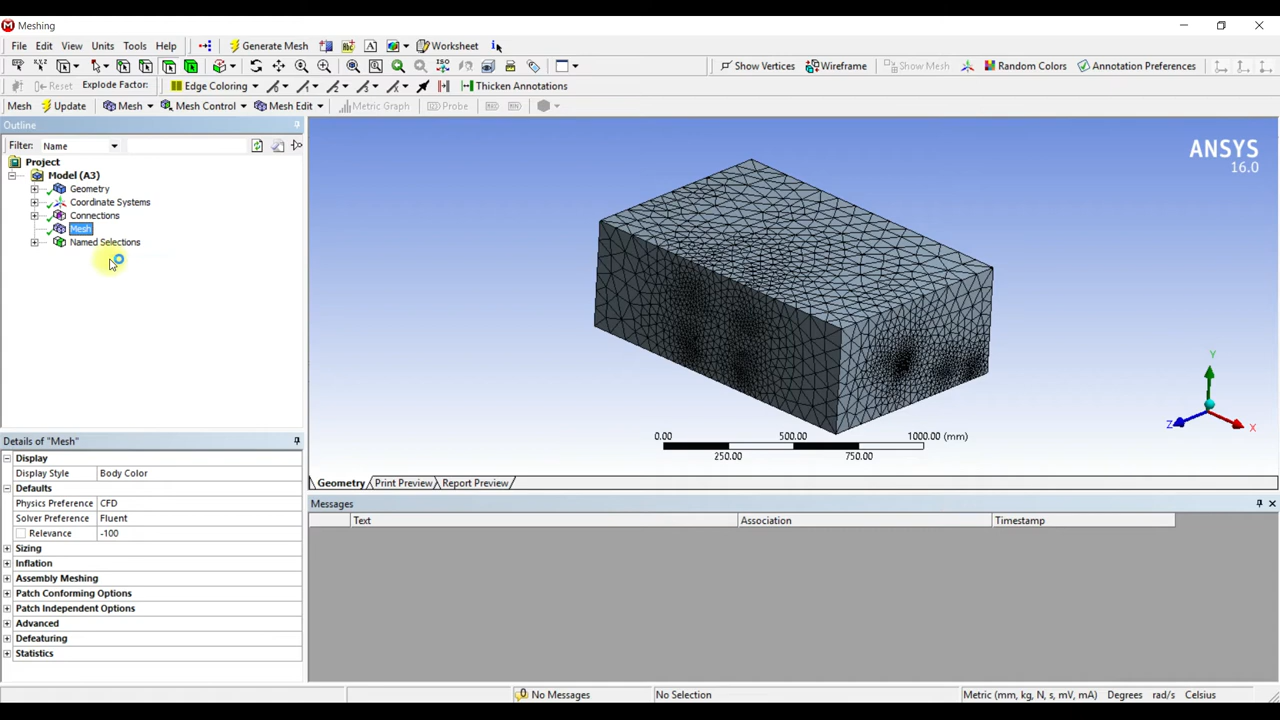 Meshing
File Edit View Units Tools Help Generate Mesh A Worksheet i
ISO Show Vertices Wireframe Show Mesh Random Colors Annotation Preferences
Reset Explode Factor: Edge Coloring Thicken Annotations
Mesh Update Mesh Mesh Control Mesh Edit Metric Graph Probe
Outline
Filter: Name
Project
Model (A3)
Geometry
Coordinate Systems
Connections
Mesh
Named Selections
ANSYS
16.0
Y
Z
X
0.00 500.00 1000.00 (mm)
250.00 750.00
Geometry Print Preview Report Preview
Details of "Mesh"
Display
Display Style Body Color
Defaults
Physics Preference CFD
Solver Preference Fluent
Relevance -100
Sizing
Inflation
Assembly Meshing
Patch Conforming Options
Patch Independent Options
Advanced
Defeaturing
Statistics
Messages
Text Association Timestamp
0 No Messages No Selection Metric (mm, kg, N, s, mV, mA) Degrees rad/s Celsius